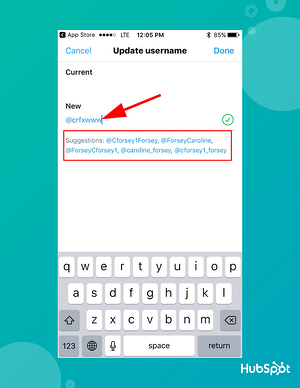 App Store LTE 12:05 PM 85%
Cancel Update username Done
Current
New
@crfxwww
Suggestions: @Cforsey1Forsey, @ForseyCaroline,
@ForseyCforsey1, @caroline_forsey, @cforsey1_forsey
q w e r t y u i o p
a s d f g h j k l
z x c v b n m
123 space return
HubSpot